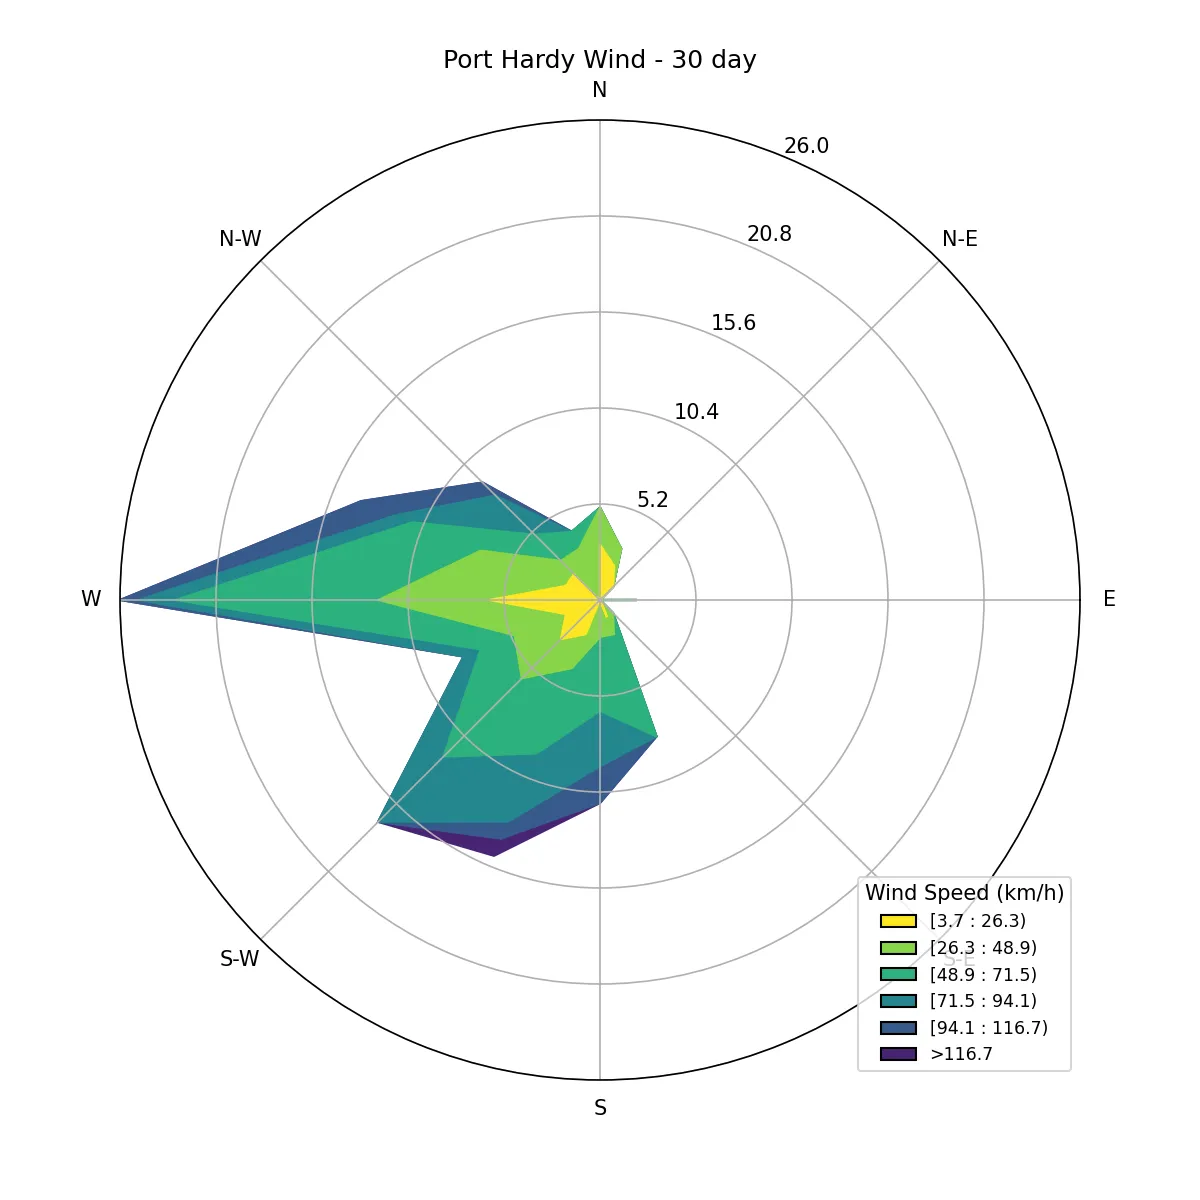 Port Hardy Wind - 30 day
N
26.0
N-W
20.8
N-E
15.6
10.4
5.2
W
E
S-W
S-E
S
Wind Speed (km/h)
[3.7 : 26.3)
[26.3 : 48.9)
[48.9 : 71.5)
[71.5 : 94.1)
[94.1 : 116.7)
>116.7